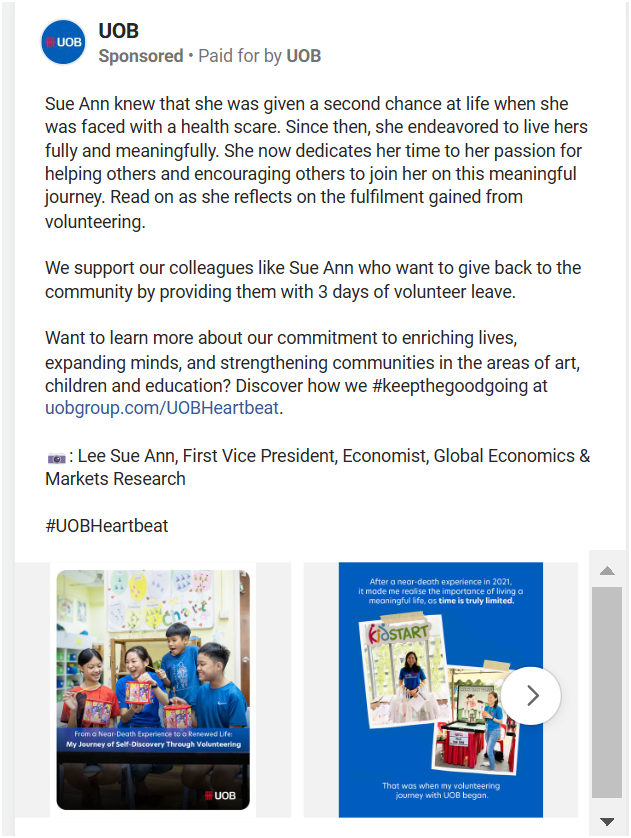 UOB
UOB
Sponsored • Paid for by UOB
Sue Ann knew that she was given a second chance at life when she
was faced with a health scare. Since then, she endeavored to live hers
fully and meaningfully. She now dedicates her time to her passion for
helping others and encouraging others to join her on this meaningful
journey. Read on as she reflects on the fulfilment gained from
volunteering.
We support our colleagues like Sue Ann who want to give back to the
community by providing them with 3 days of volunteer leave.
Want to learn more about our commitment to enriching lives,
expanding minds, and strengthening communities in the areas of art,
children and education? Discover how we #keepthegoodgoing at
uobgroup.com/UOBHeartbeat.
📷 : Lee Sue Ann, First Vice President, Economist, Global Economics &
Markets Research
#UOBHeartbeat
From a Near-Death Experience to a Renewed Life:
My Journey of Self-Discovery Through Volunteering
UOB
After a near-death experience in 2021,
it made me realise the importance of living a
meaningful life, as time is truly limited.
KidSTART
That was when my volunteering
journey with UOB began.